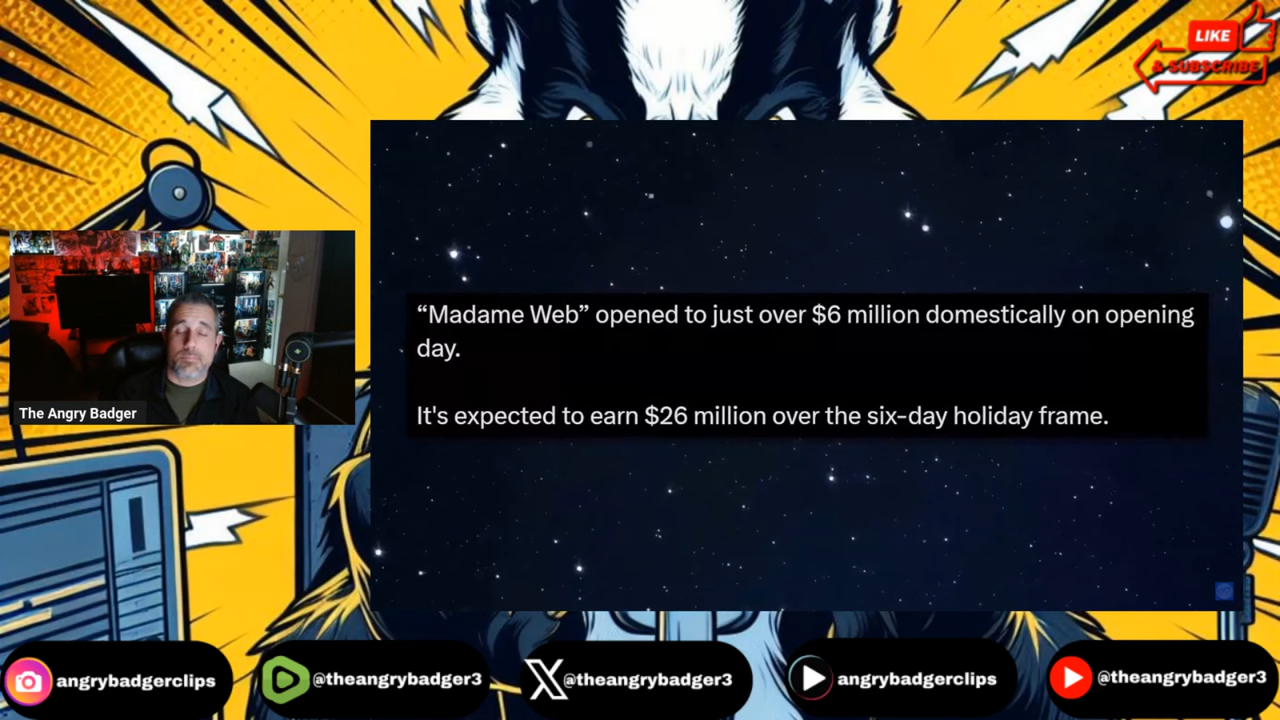 LIKE
& SUBSCRIBE
“Madame Web” opened to just over $6 million domestically on opening
day.
It's expected to earn $26 million over the six-day holiday frame.
The Angry Badger
angrybadgerclips
@theangrybadger3
@theangrybadger3
angrybadgerclips
@theangrybadger3